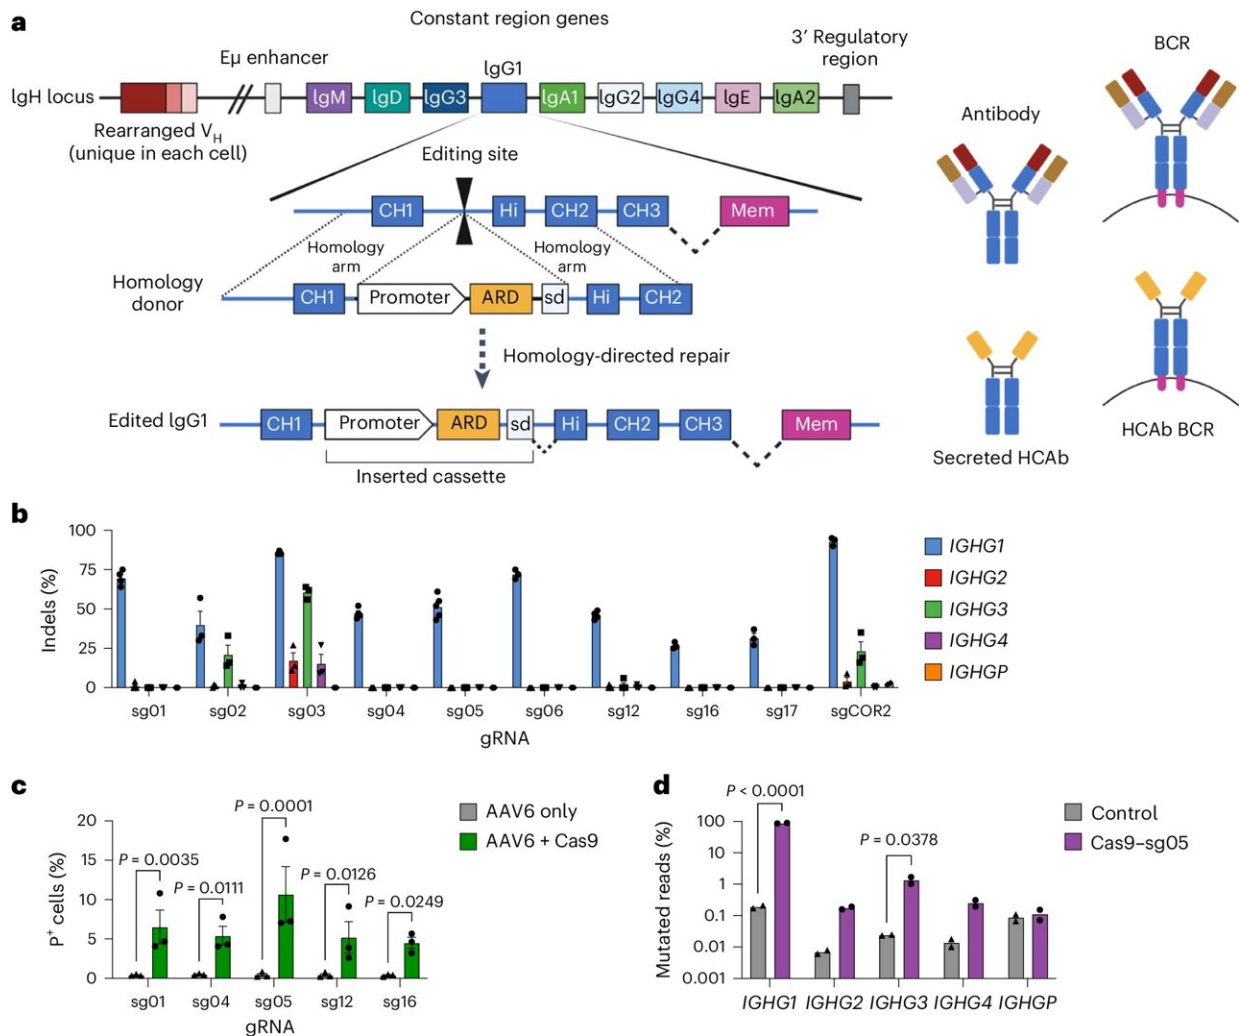 a
Constant region genes
3′ Regulatory
region
Eμ enhancer
IgG1
IgH locus
IgM
IgD
IgG3
IgA1
IgG2
IgG4
IgE
IgA2
Rearranged VH
(unique in each cell)
Editing site
CH1
Hi
CH2
CH3
Mem
Homology
arm
Homology
arm
Homology
donor
CH1
Promoter
ARD
sd
Hi
CH2
Homology-directed repair
Edited IgG1
CH1
Promoter
ARD
sd
Hi
CH2
CH3
Mem
Inserted cassette
BCR
Antibody
Secreted HCAb
HCAb BCR
b
Indels (%)
100
75
50
25
0
sg01
sg02
sg03
sg04
sg05
sg06
sg12
sg16
sg17
sgCOR2
gRNA
IGHG1
IGHG2
IGHG3
IGHG4
IGHGP
c
P+ cells (%)
20
15
10
5
0
P = 0.0035
P = 0.0111
P = 0.0001
P = 0.0126
P = 0.0249
AAV6 only
AAV6 + Cas9
sg01
sg04
sg05
sg12
sg16
gRNA
d
Mutated reads (%)
100
10
1
0.1
0.01
0.001
P < 0.0001
P = 0.0378
Control
Cas9–sg05
IGHG1
IGHG2
IGHG3
IGHG4
IGHGP